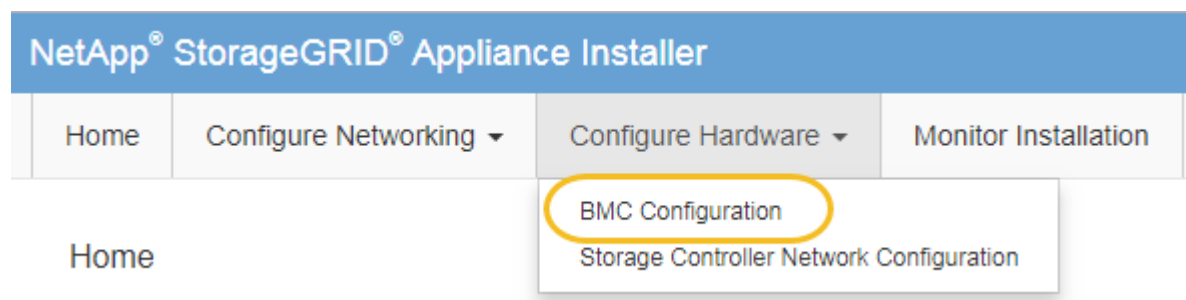 NetApp® StorageGRID® Appliance Installer
Home Configure Networking Configure Hardware Monitor Installation
BMC Configuration
Home
Storage Controller Network Configuration